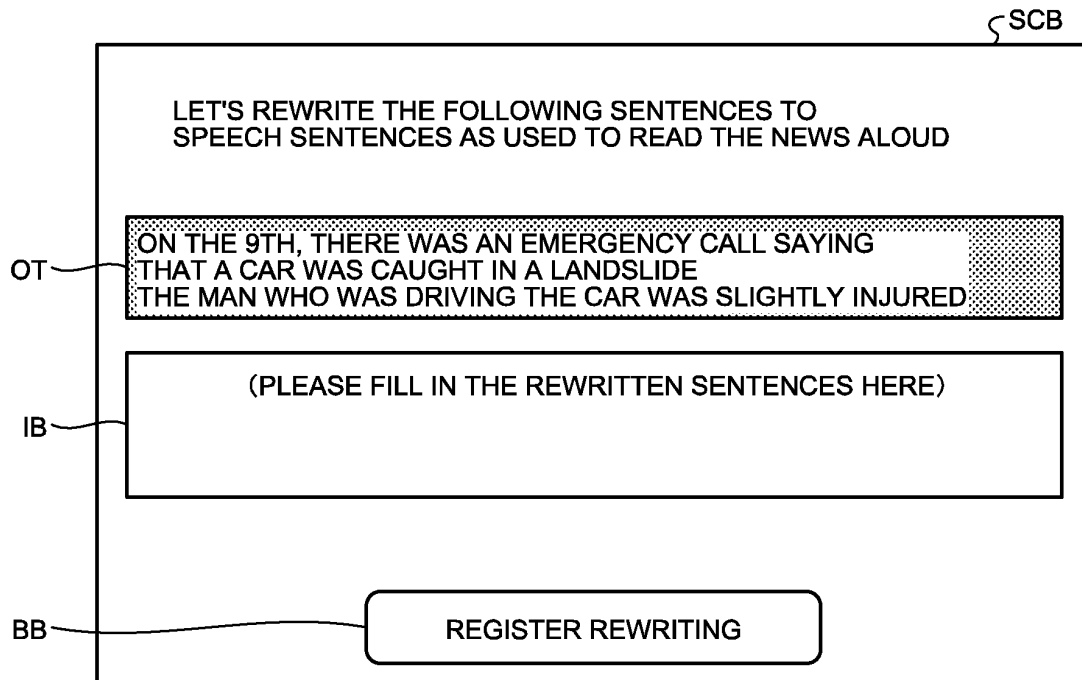 SCB
LET'S REWRITE THE FOLLOWING SENTENCES TO
SPEECH SENTENCES AS USED TO READ THE NEWS ALOUD
ON THE 9TH, THERE WAS AN EMERGENCY CALL SAYING
OT THAT A CAR WAS CAUGHT IN A LANDSLIDE
THE MAN WHO WAS DRIVING THE CAR WAS SLIGHTLY INJURED
(PLEASE FILL IN THE REWRITTEN SENTENCES HERE)
IB
BB REGISTER REWRITING